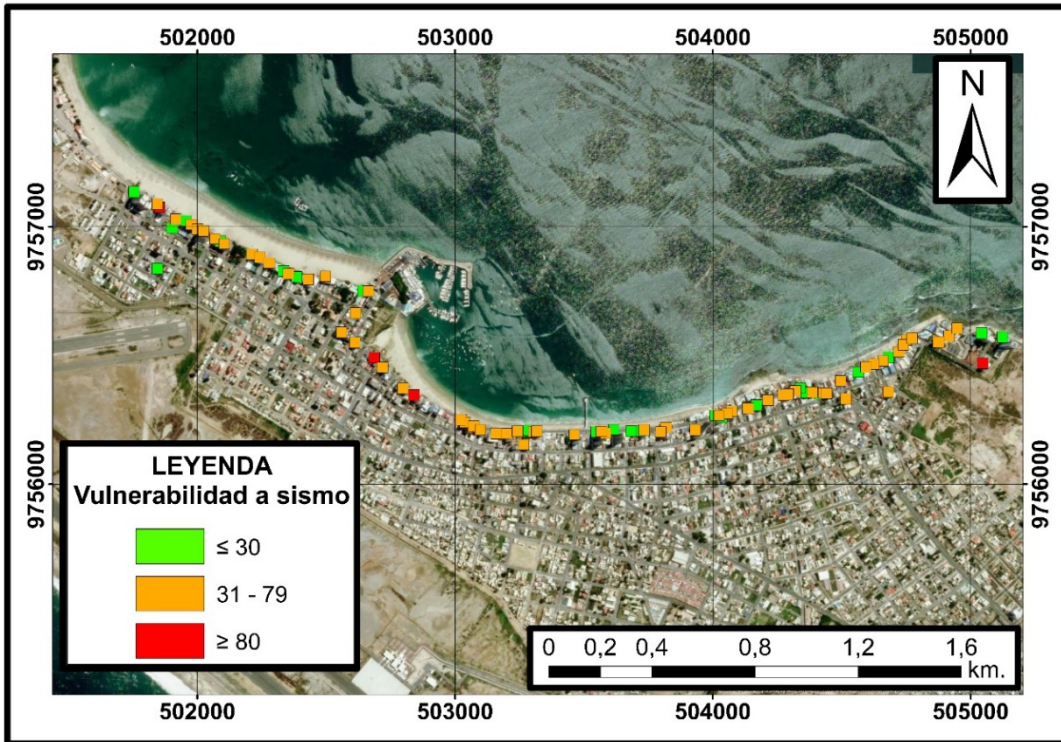 502000 503000 504000 505000
N
9757000 9757000
9756000 9756000
LEYENDA
Vulnerabilidad a sismo
≤ 30
31 - 79
≥ 80
0 0,2 0,4 0,8 1,2 1,6
km.
502000 503000 504000 505000